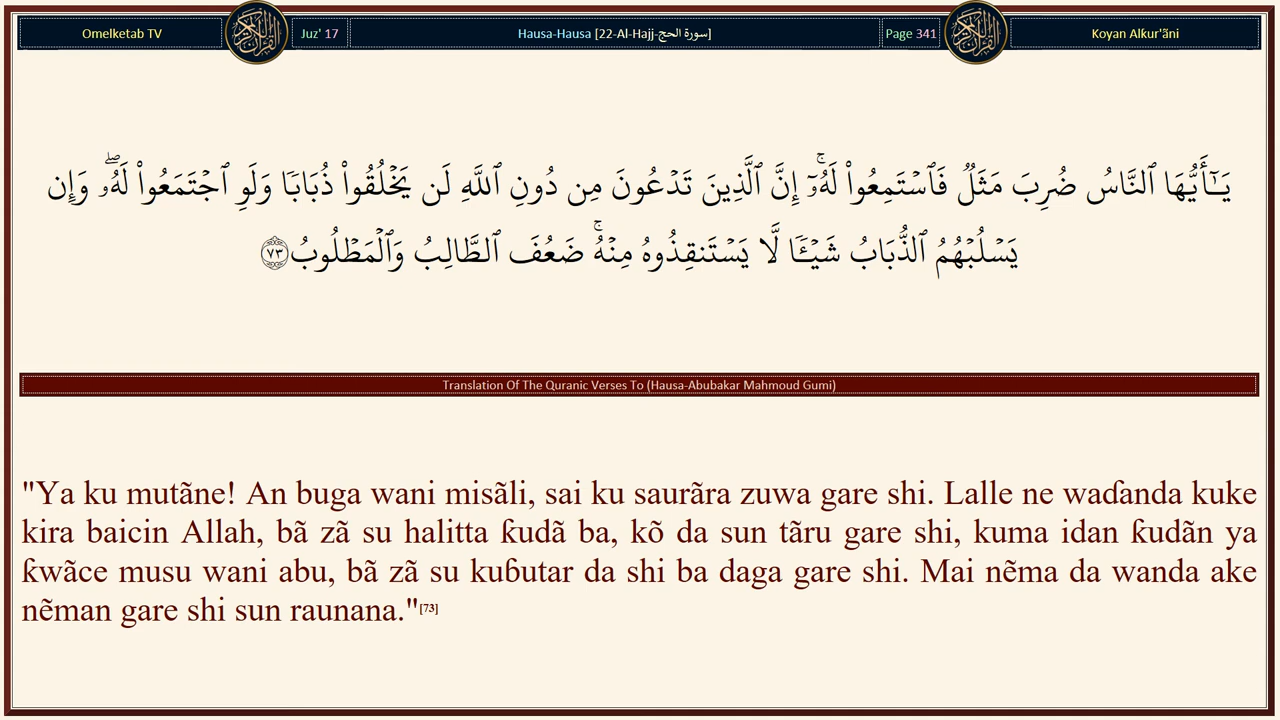 Omelketab TV
Juz' 17
Hausa-Hausa [22-Al-Hajj-سورة الحج]
Page 341
Koyan Alƙur'ãni
يَـٰٓأَيُّهَا ٱلنَّاسُ ضُرِبَ مَثَلٌ فَٱسْتَمِعُوا۟ لَهُۥٓ ۚ إِنَّ ٱلَّذِينَ تَدْعُونَ مِن دُونِ ٱللَّهِ لَن يَخْلُقُوا۟ ذُبَابًا وَلَوِ ٱجْتَمَعُوا۟ لَهُۥ ۖ وَإِن
يَسْلُبْهُمُ ٱلذُّبَابُ شَيْـًٔا لَّا يَسْتَنقِذُوهُ مِنْهُ ۚ ضَعُفَ ٱلطَّالِبُ وَٱلْمَطْلُوبُ ٧٣
Translation Of The Quranic Verses To (Hausa-Abubakar Mahmoud Gumi)
"Ya ku mutãne! An buga wani misãli, sai ku saurãra zuwa gare shi. Lalle ne waɗanda kuke
kira baicin Allah, bã zã su halitta ƙudã ba, kõ da sun tãru gare shi, kuma idan ƙudãn ya
ƙwãce musu wani abu, bã zã su kuɓutar da shi ba daga gare shi. Mai nẽma da wanda ake
nẽman gare shi sun raunana."[73]